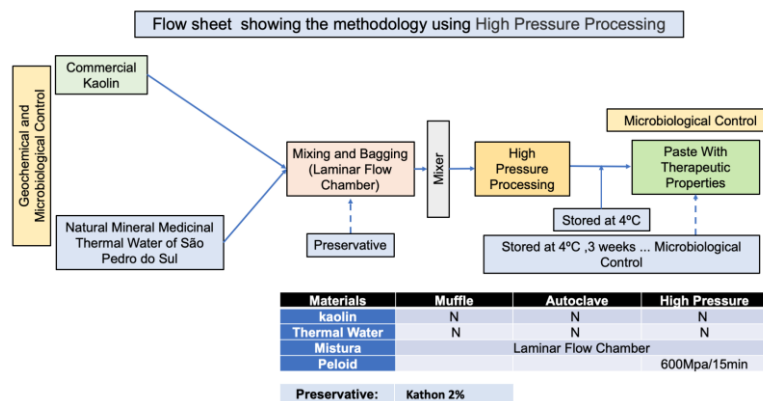 Flow sheet showing the methodology using High Pressure Processing
Geochemical and
Microbiological Control
Commercial
Kaolin
Natural Mineral Medicinal
Thermal Water of São
Pedro do Sul
Mixing and Bagging
(Laminar Flow
Chamber)
Preservative
Mixer
High
Pressure
Processing
Stored at 4ºC
Microbiological Control
Paste With
Therapeutic
Properties
Stored at 4ºC ,3 weeks ... Microbiological
Control
Materials Muffle Autoclave High Pressure
kaolin N N N
Thermal Water N N N
Mistura Laminar Flow Chamber
Peloid 600Mpa/15min
Preservative: Kathon 2%